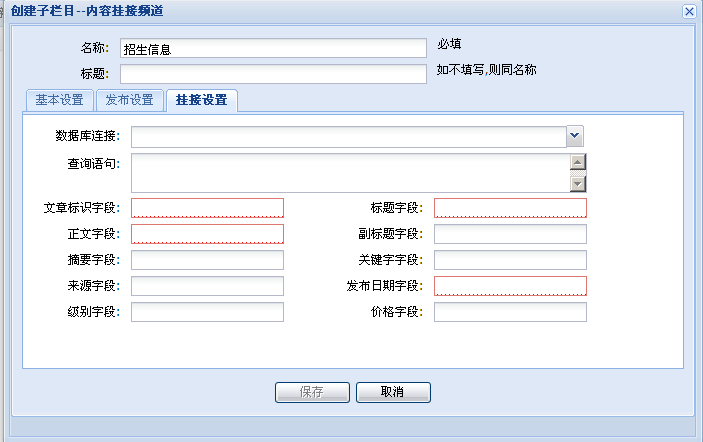 创建子栏目--内容挂接频道
名称: 招生信息 必填
标题: 如不填写,则同名称
基本设置 发布设置 挂接设置
数据库连接:
查询语句:
文章标识字段: 标题字段:
正文字段: 副标题字段:
摘要字段: 关键字字段:
来源字段: 发布日期字段:
级别字段: 价格字段:
保存 取消